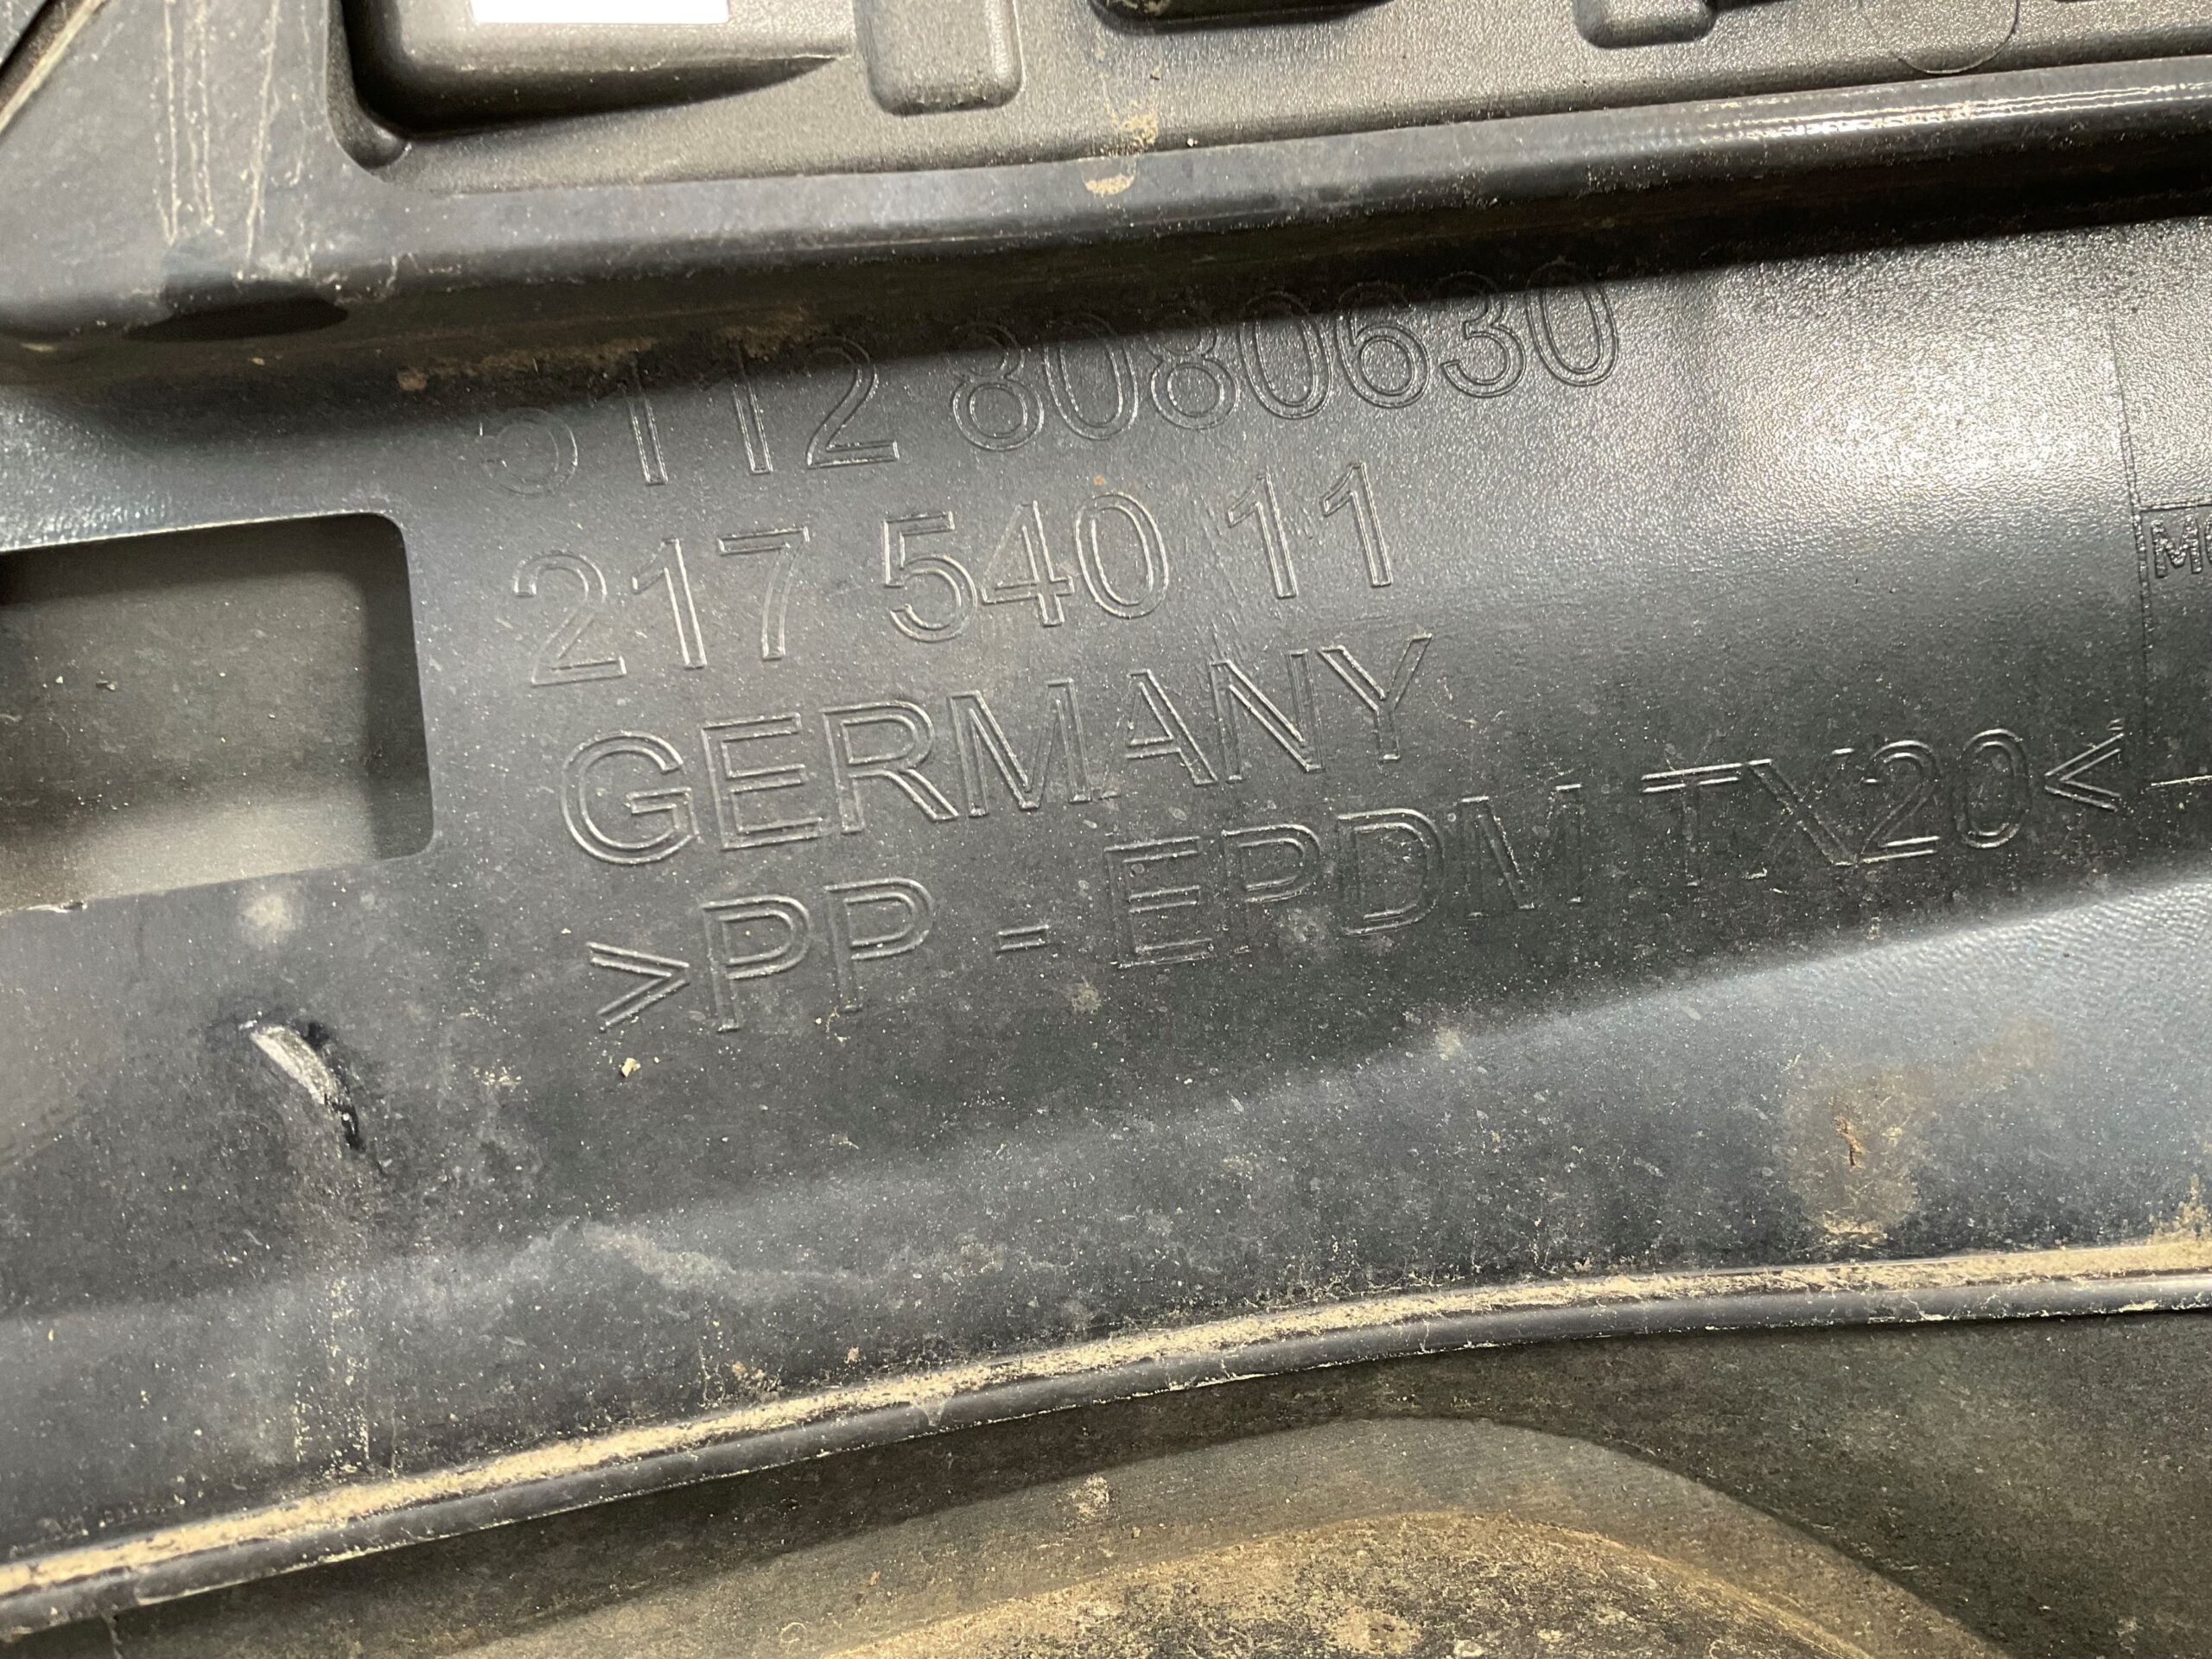 5112 8080630
217 540 11
GERMANY
>PP - EPDM TX20<